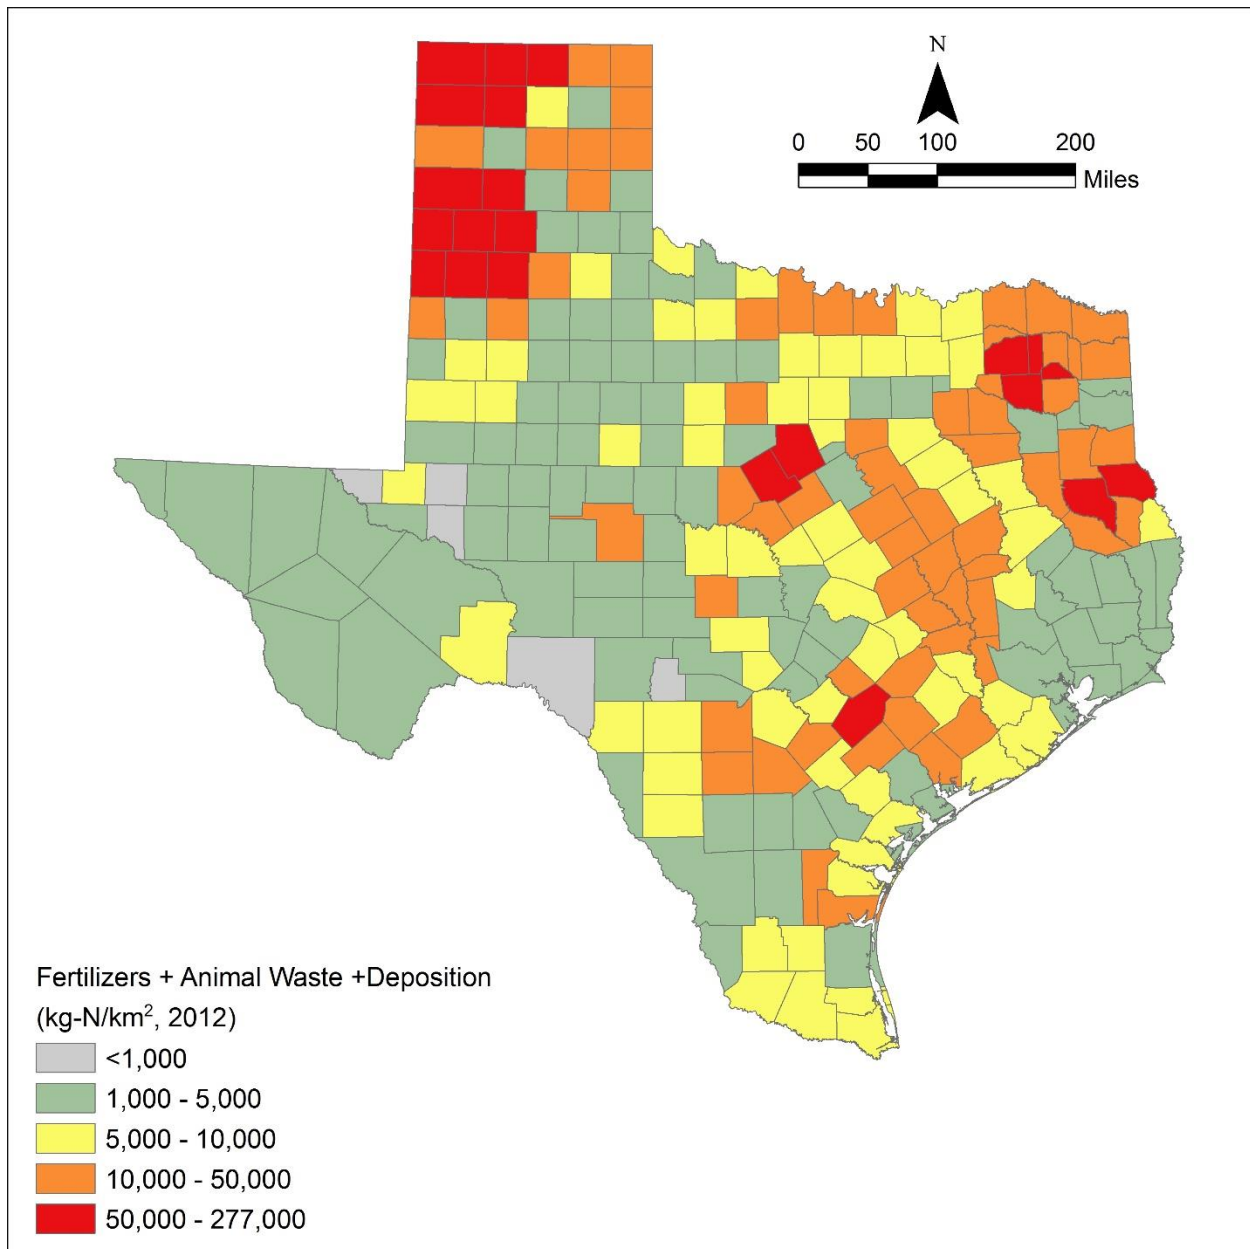 N
0 50 100 200
Miles
Fertilizers + Animal Waste +Deposition
(kg-N/km², 2012)
<1,000
1,000 - 5,000
5,000 - 10,000
10,000 - 50,000
50,000 - 277,000